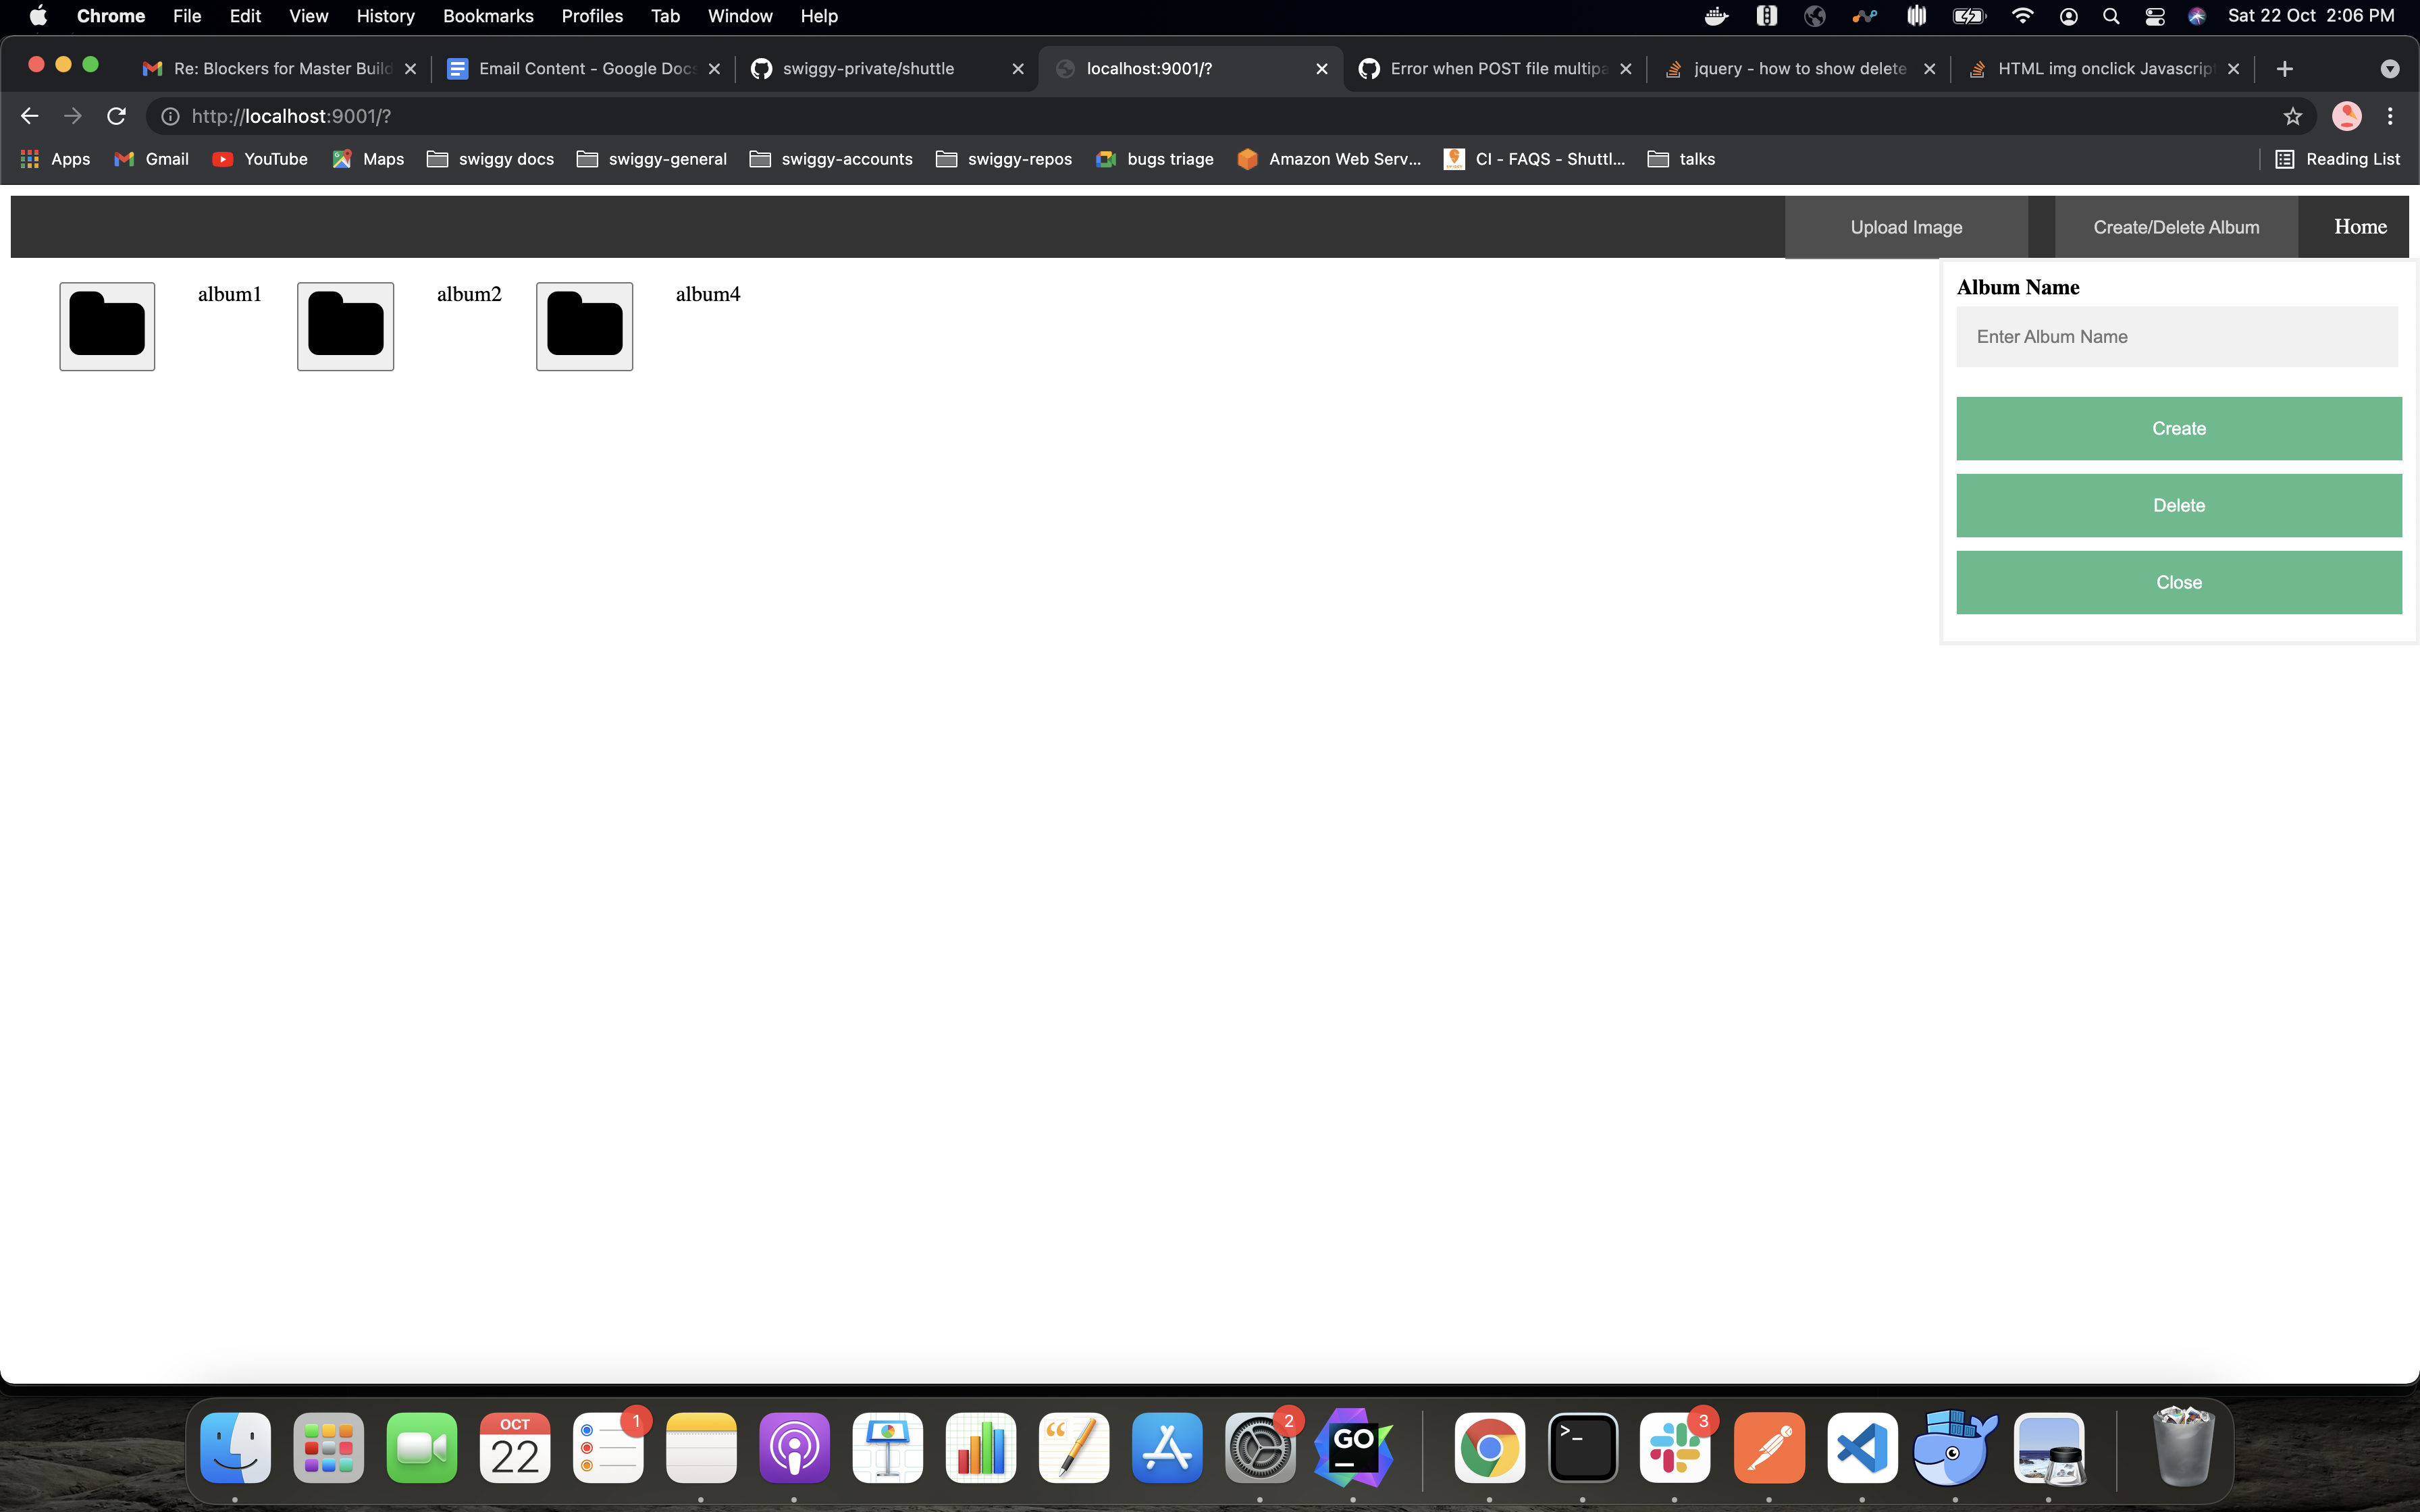 Chrome File Edit View History Bookmarks Profiles Tab Window Help Sat 22 Oct 2:06 PM
Re: Blockers for Master Build Email Content - Google Docs swiggy-private/shuttle localhost:9001/? Error when POST file multipa jquery - how to show delete HTML img onclick Javascript
http://localhost:9001/?
Apps Gmail YouTube Maps swiggy docs swiggy-general swiggy-accounts swiggy-repos bugs triage Amazon Web Serv... CI - FAQS - Shuttl... talks Reading List
Upload Image Create/Delete Album Home
album1 album2 album4
Album Name
Enter Album Name
Create
Delete
Close
OCT 1 2 3
22 GO >_